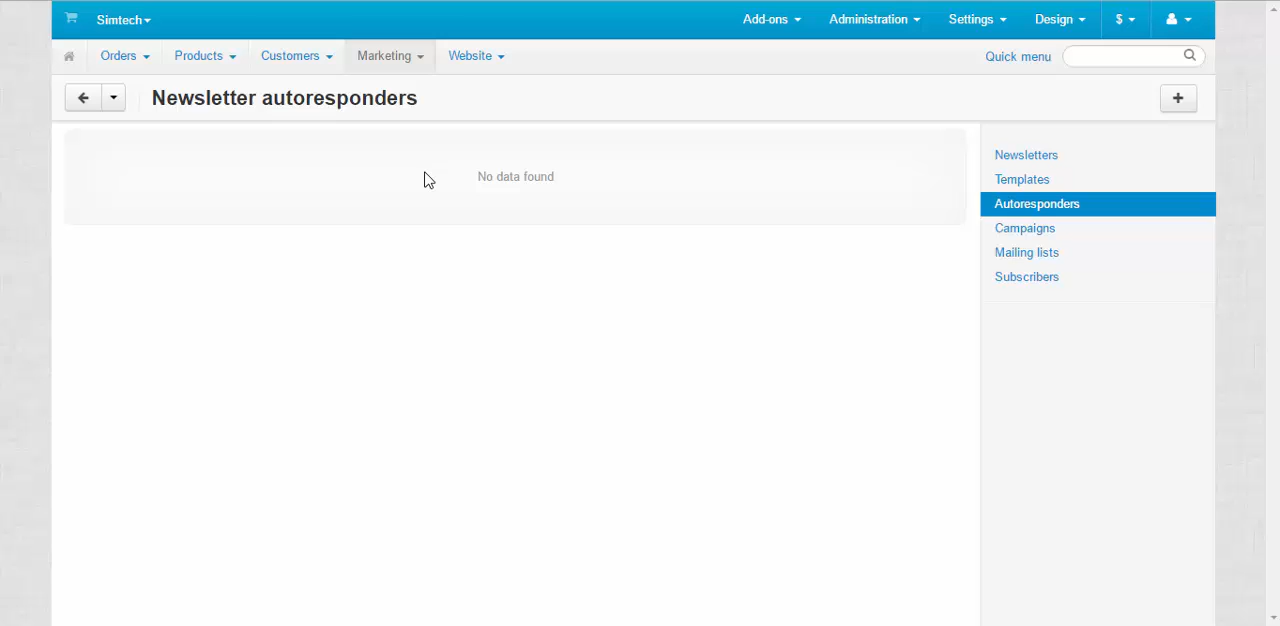 Simtech
Add-ons
Administration
Settings
Design
$
Orders
Products
Customers
Marketing
Website
Quick menu
Newsletter autoresponders
+
No data found
Newsletters
Templates
Autoresponders
Campaigns
Mailing lists
Subscribers